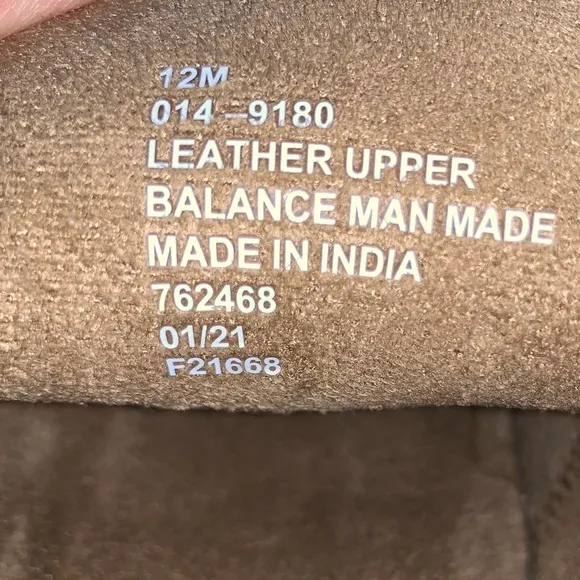 12M
014 –9180
LEATHER UPPER
BALANCE MAN MADE
MADE IN INDIA
762468
01/21
F21668